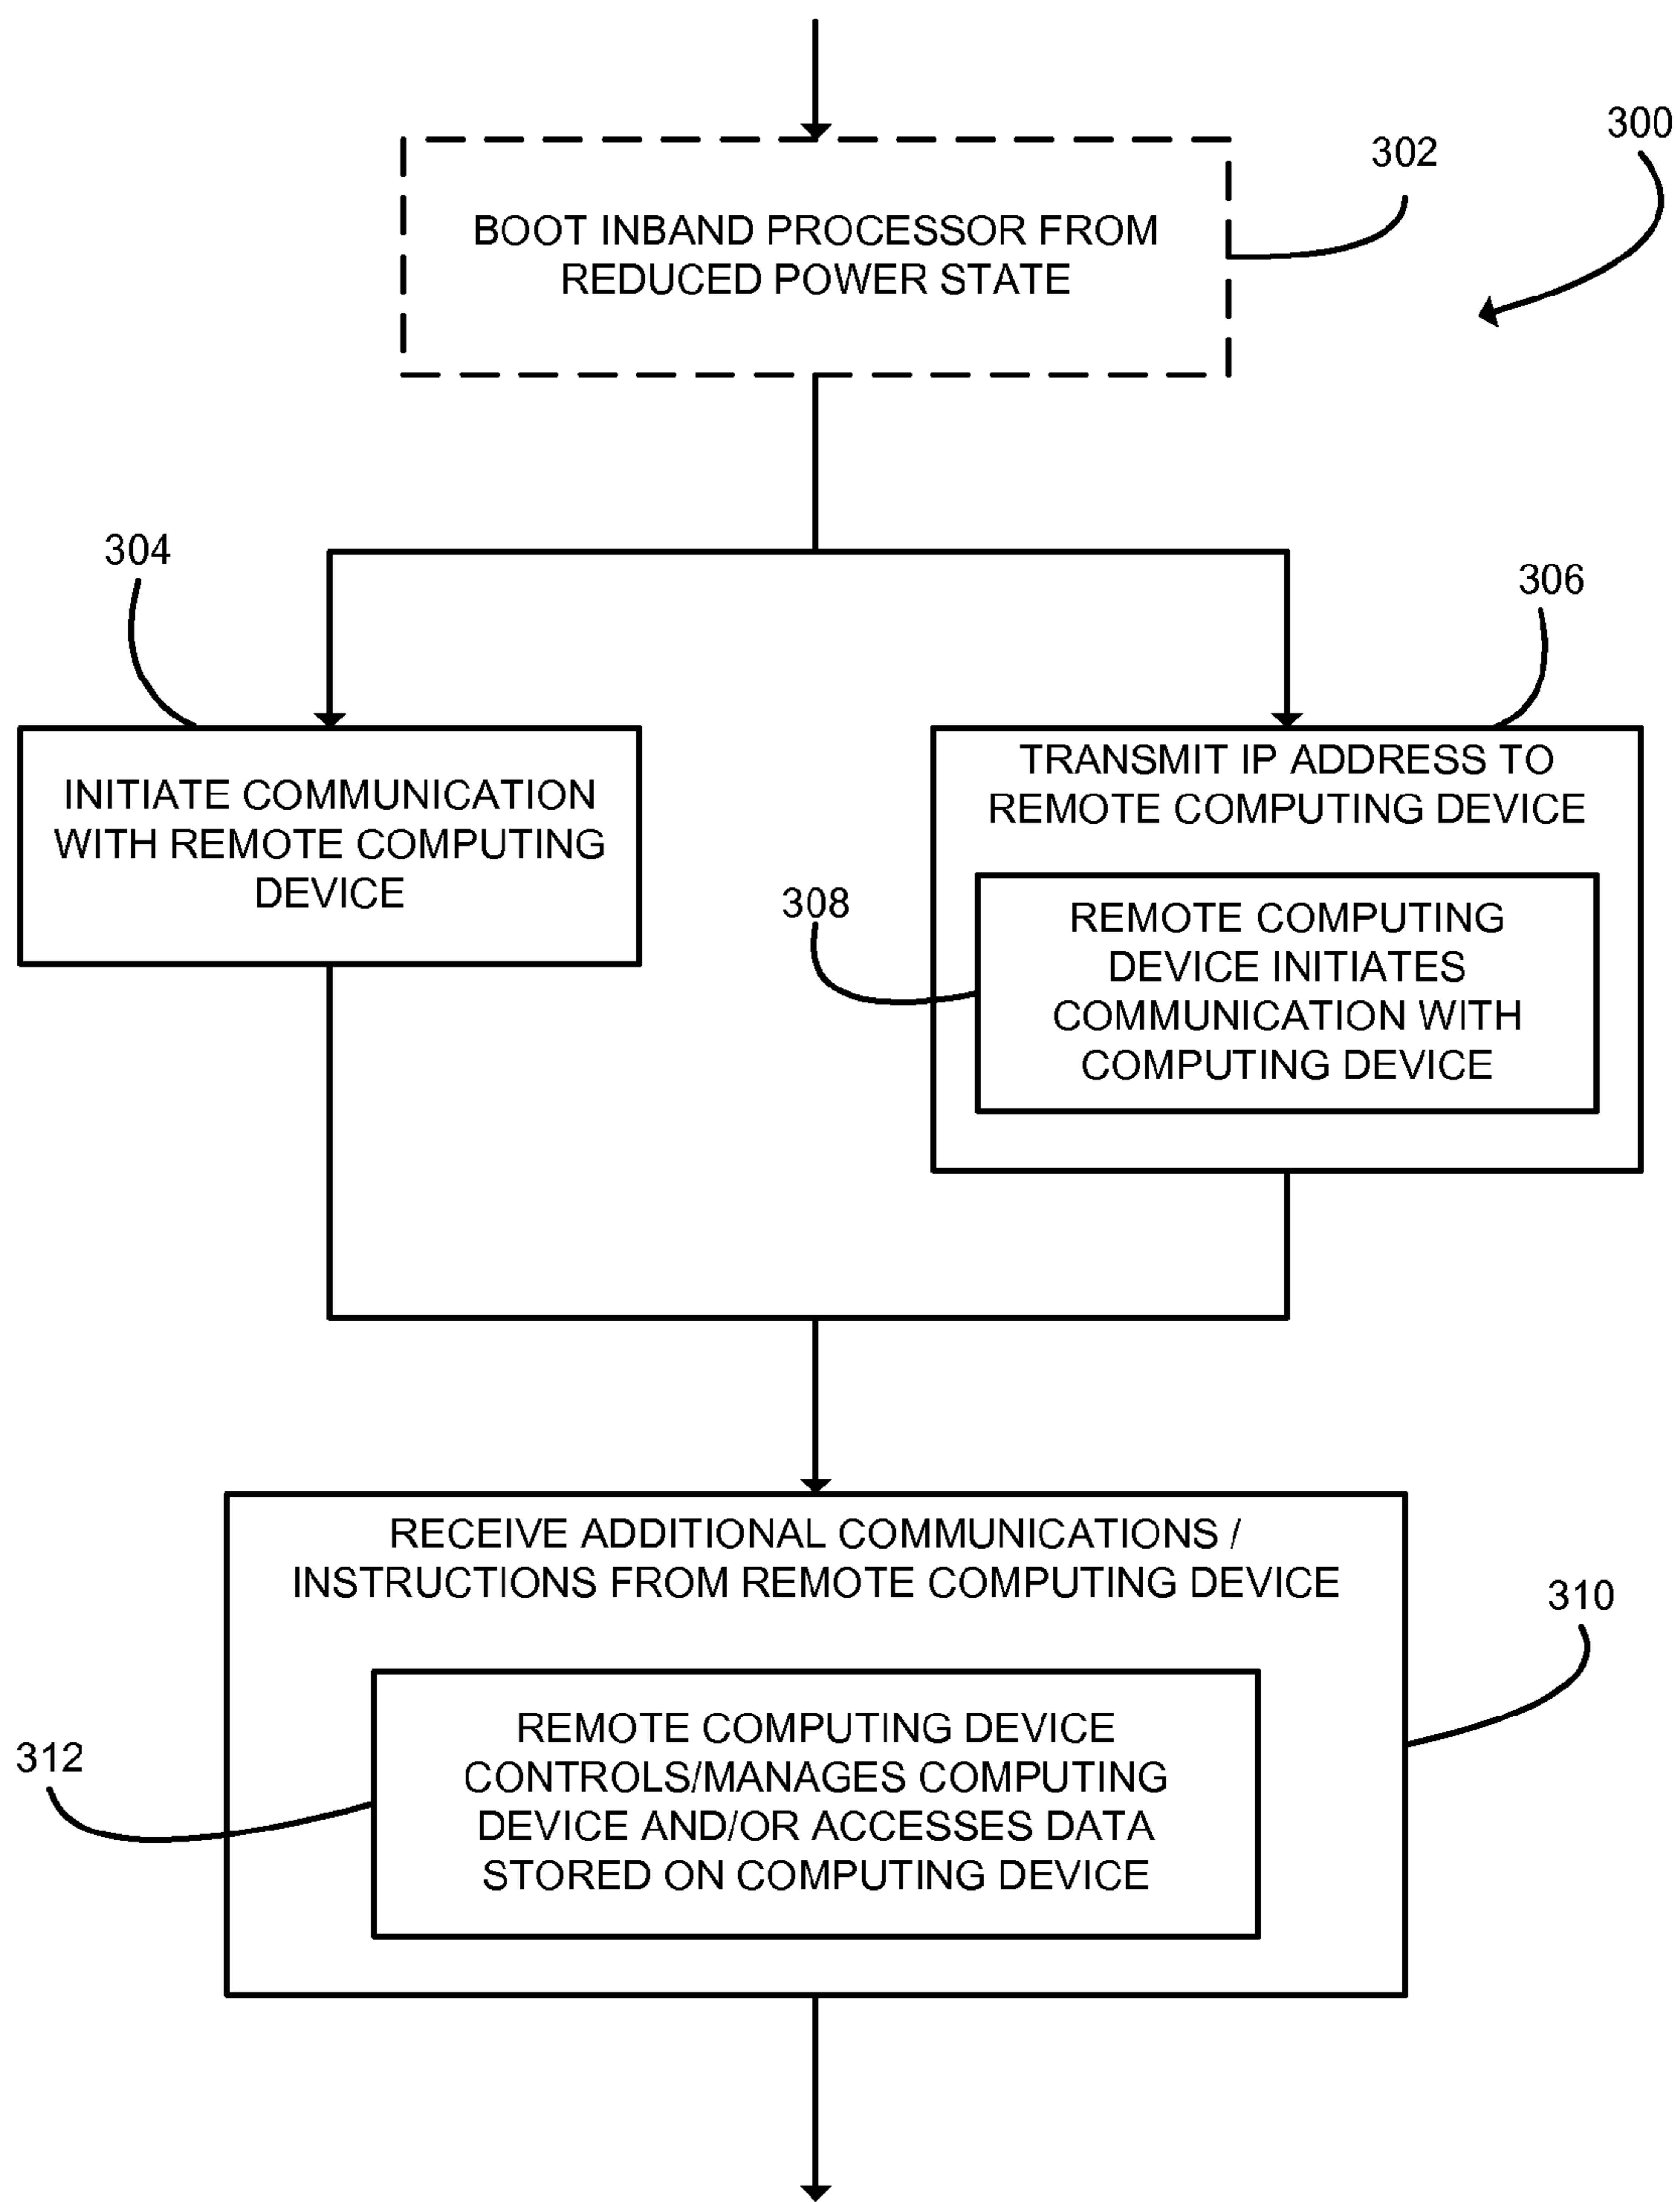 300
302
BOOT INBAND PROCESSOR FROM
REDUCED POWER STATE
304
INITIATE COMMUNICATION
WITH REMOTE COMPUTING
DEVICE
306
TRANSMIT IP ADDRESS TO
REMOTE COMPUTING DEVICE
308
REMOTE COMPUTING
DEVICE INITIATES
COMMUNICATION WITH
COMPUTING DEVICE
RECEIVE ADDITIONAL COMMUNICATIONS /
INSTRUCTIONS FROM REMOTE COMPUTING DEVICE
310
312
REMOTE COMPUTING DEVICE
CONTROLS/MANAGES COMPUTING
DEVICE AND/OR ACCESSES DATA
STORED ON COMPUTING DEVICE